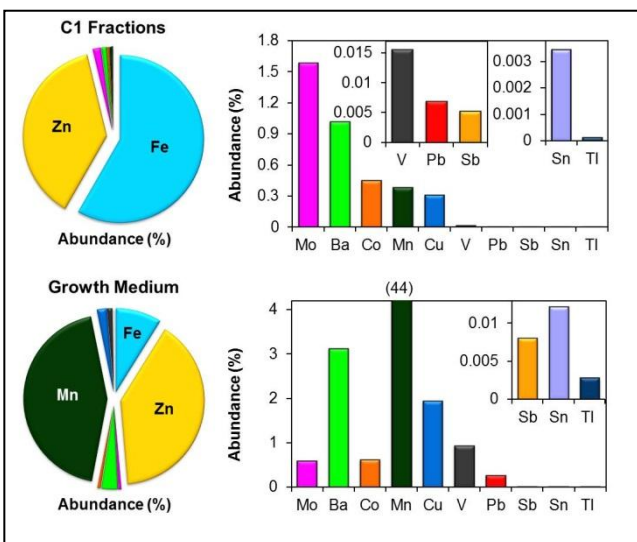 C1 Fractions
Zn
Fe
Abundance (%)
Abundance (%)
1.8
1.5
1.2
0.9
0.6
0.3
0
Mo Ba Co Mn Cu V Pb Sb Sn Tl
0.015
0.01
0.005
0
V Pb Sb
0.003
0.002
0.001
0
Sn Tl
Growth Medium
Fe
Mn
Zn
Abundance (%)
Abundance (%)
(44)
4
3
2
1
0
Mo Ba Co Mn Cu V Pb Sb Sn Tl
0.01
0.005
0
Sb Sn Tl